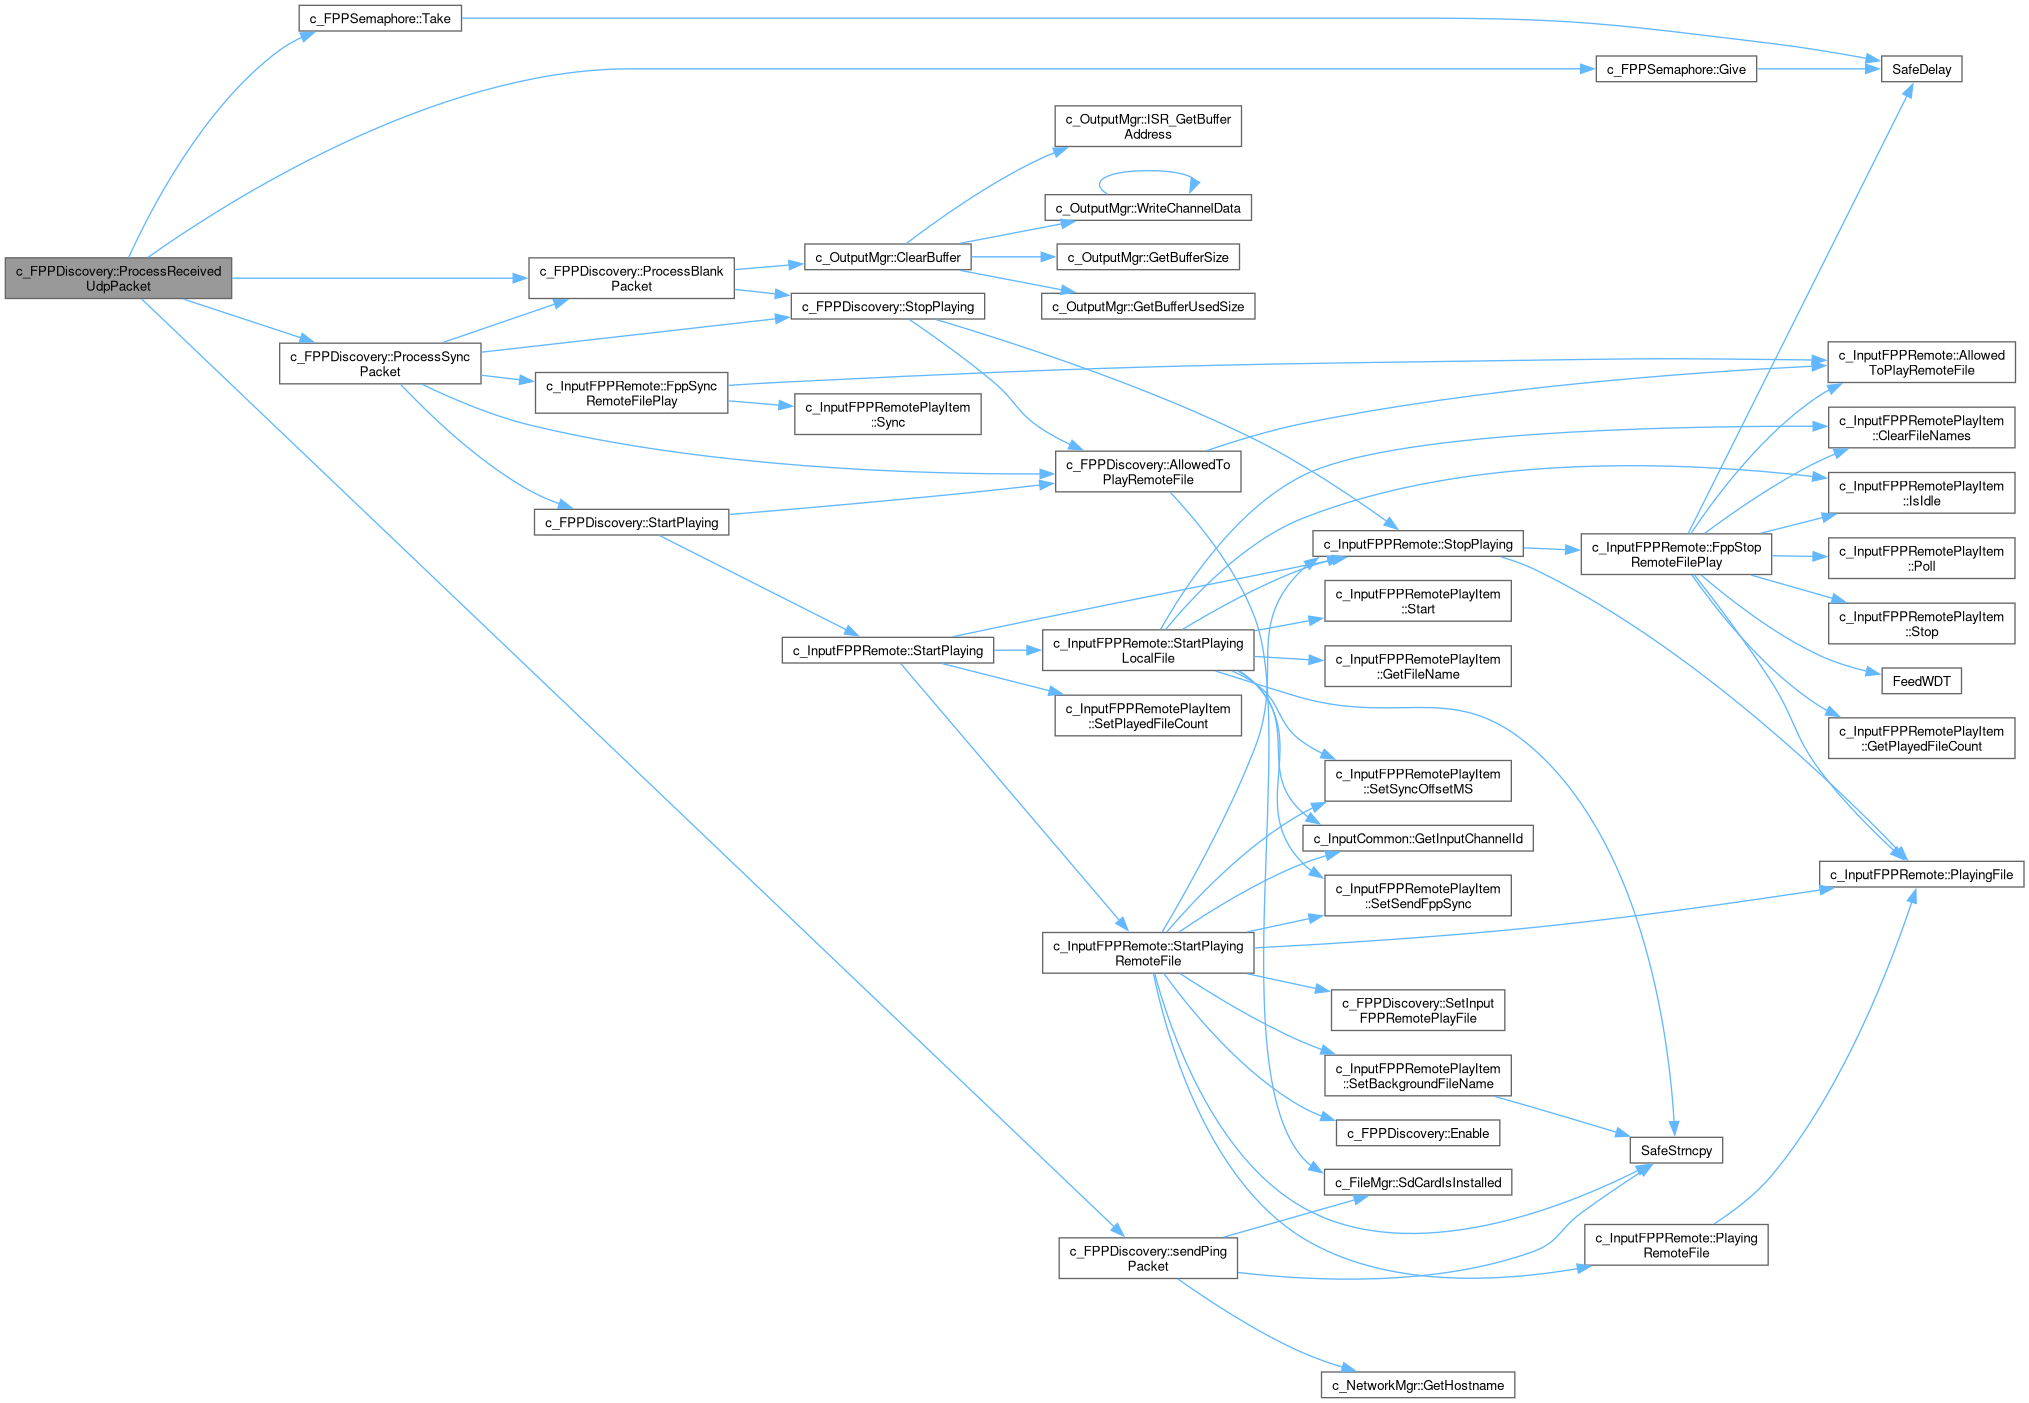 c_FPPSemaphore::Take
c_FPPSemaphore::Give
SafeDelay
c_OutputMgr::ISR_GetBuffer
Address
c_OutputMgr::WriteChannelData
c_FPPDiscovery::ProcessReceived
UdpPacket
c_FPPDiscovery::ProcessBlank
Packet
c_OutputMgr::ClearBuffer
c_OutputMgr::GetBufferSize
c_FPPDiscovery::StopPlaying
c_OutputMgr::GetBufferUsedSize
c_FPPDiscovery::ProcessSync
Packet
c_InputFPPRemote::FppSync
RemoteFilePlay
c_InputFPPRemotePlayItem
::Sync
c_InputFPPRemote::Allowed
ToPlayRemoteFile
c_InputFPPRemotePlayItem
::ClearFileNames
c_FPPDiscovery::AllowedTo
PlayRemoteFile
c_InputFPPRemotePlayItem
::IsIdle
c_FPPDiscovery::StartPlaying
c_InputFPPRemote::StopPlaying
c_InputFPPRemote::FppStop
RemoteFilePlay
c_InputFPPRemotePlayItem
::Poll
c_InputFPPRemotePlayItem
::Start
c_InputFPPRemotePlayItem
::Stop
c_InputFPPRemote::StartPlaying
c_InputFPPRemote::StartPlaying
LocalFile
c_InputFPPRemotePlayItem
::GetFileName
FeedWDT
c_InputFPPRemotePlayItem
::SetPlayedFileCount
c_InputFPPRemotePlayItem
::GetPlayedFileCount
c_InputFPPRemotePlayItem
::SetSyncOffsetMS
c_InputCommon::GetInputChannelId
c_InputFPPRemotePlayItem
::SetSendFppSync
c_InputFPPRemote::PlayingFile
c_InputFPPRemote::StartPlaying
RemoteFile
c_FPPDiscovery::SetInput
FPPRemotePlayFile
c_InputFPPRemotePlayItem
::SetBackgroundFileName
c_FPPDiscovery::Enable
SafeStrncpy
c_FileMgr::SdCardIsInstalled
c_FPPDiscovery::sendPing
Packet
c_InputFPPRemote::Playing
RemoteFile
c_NetworkMgr::GetHostname